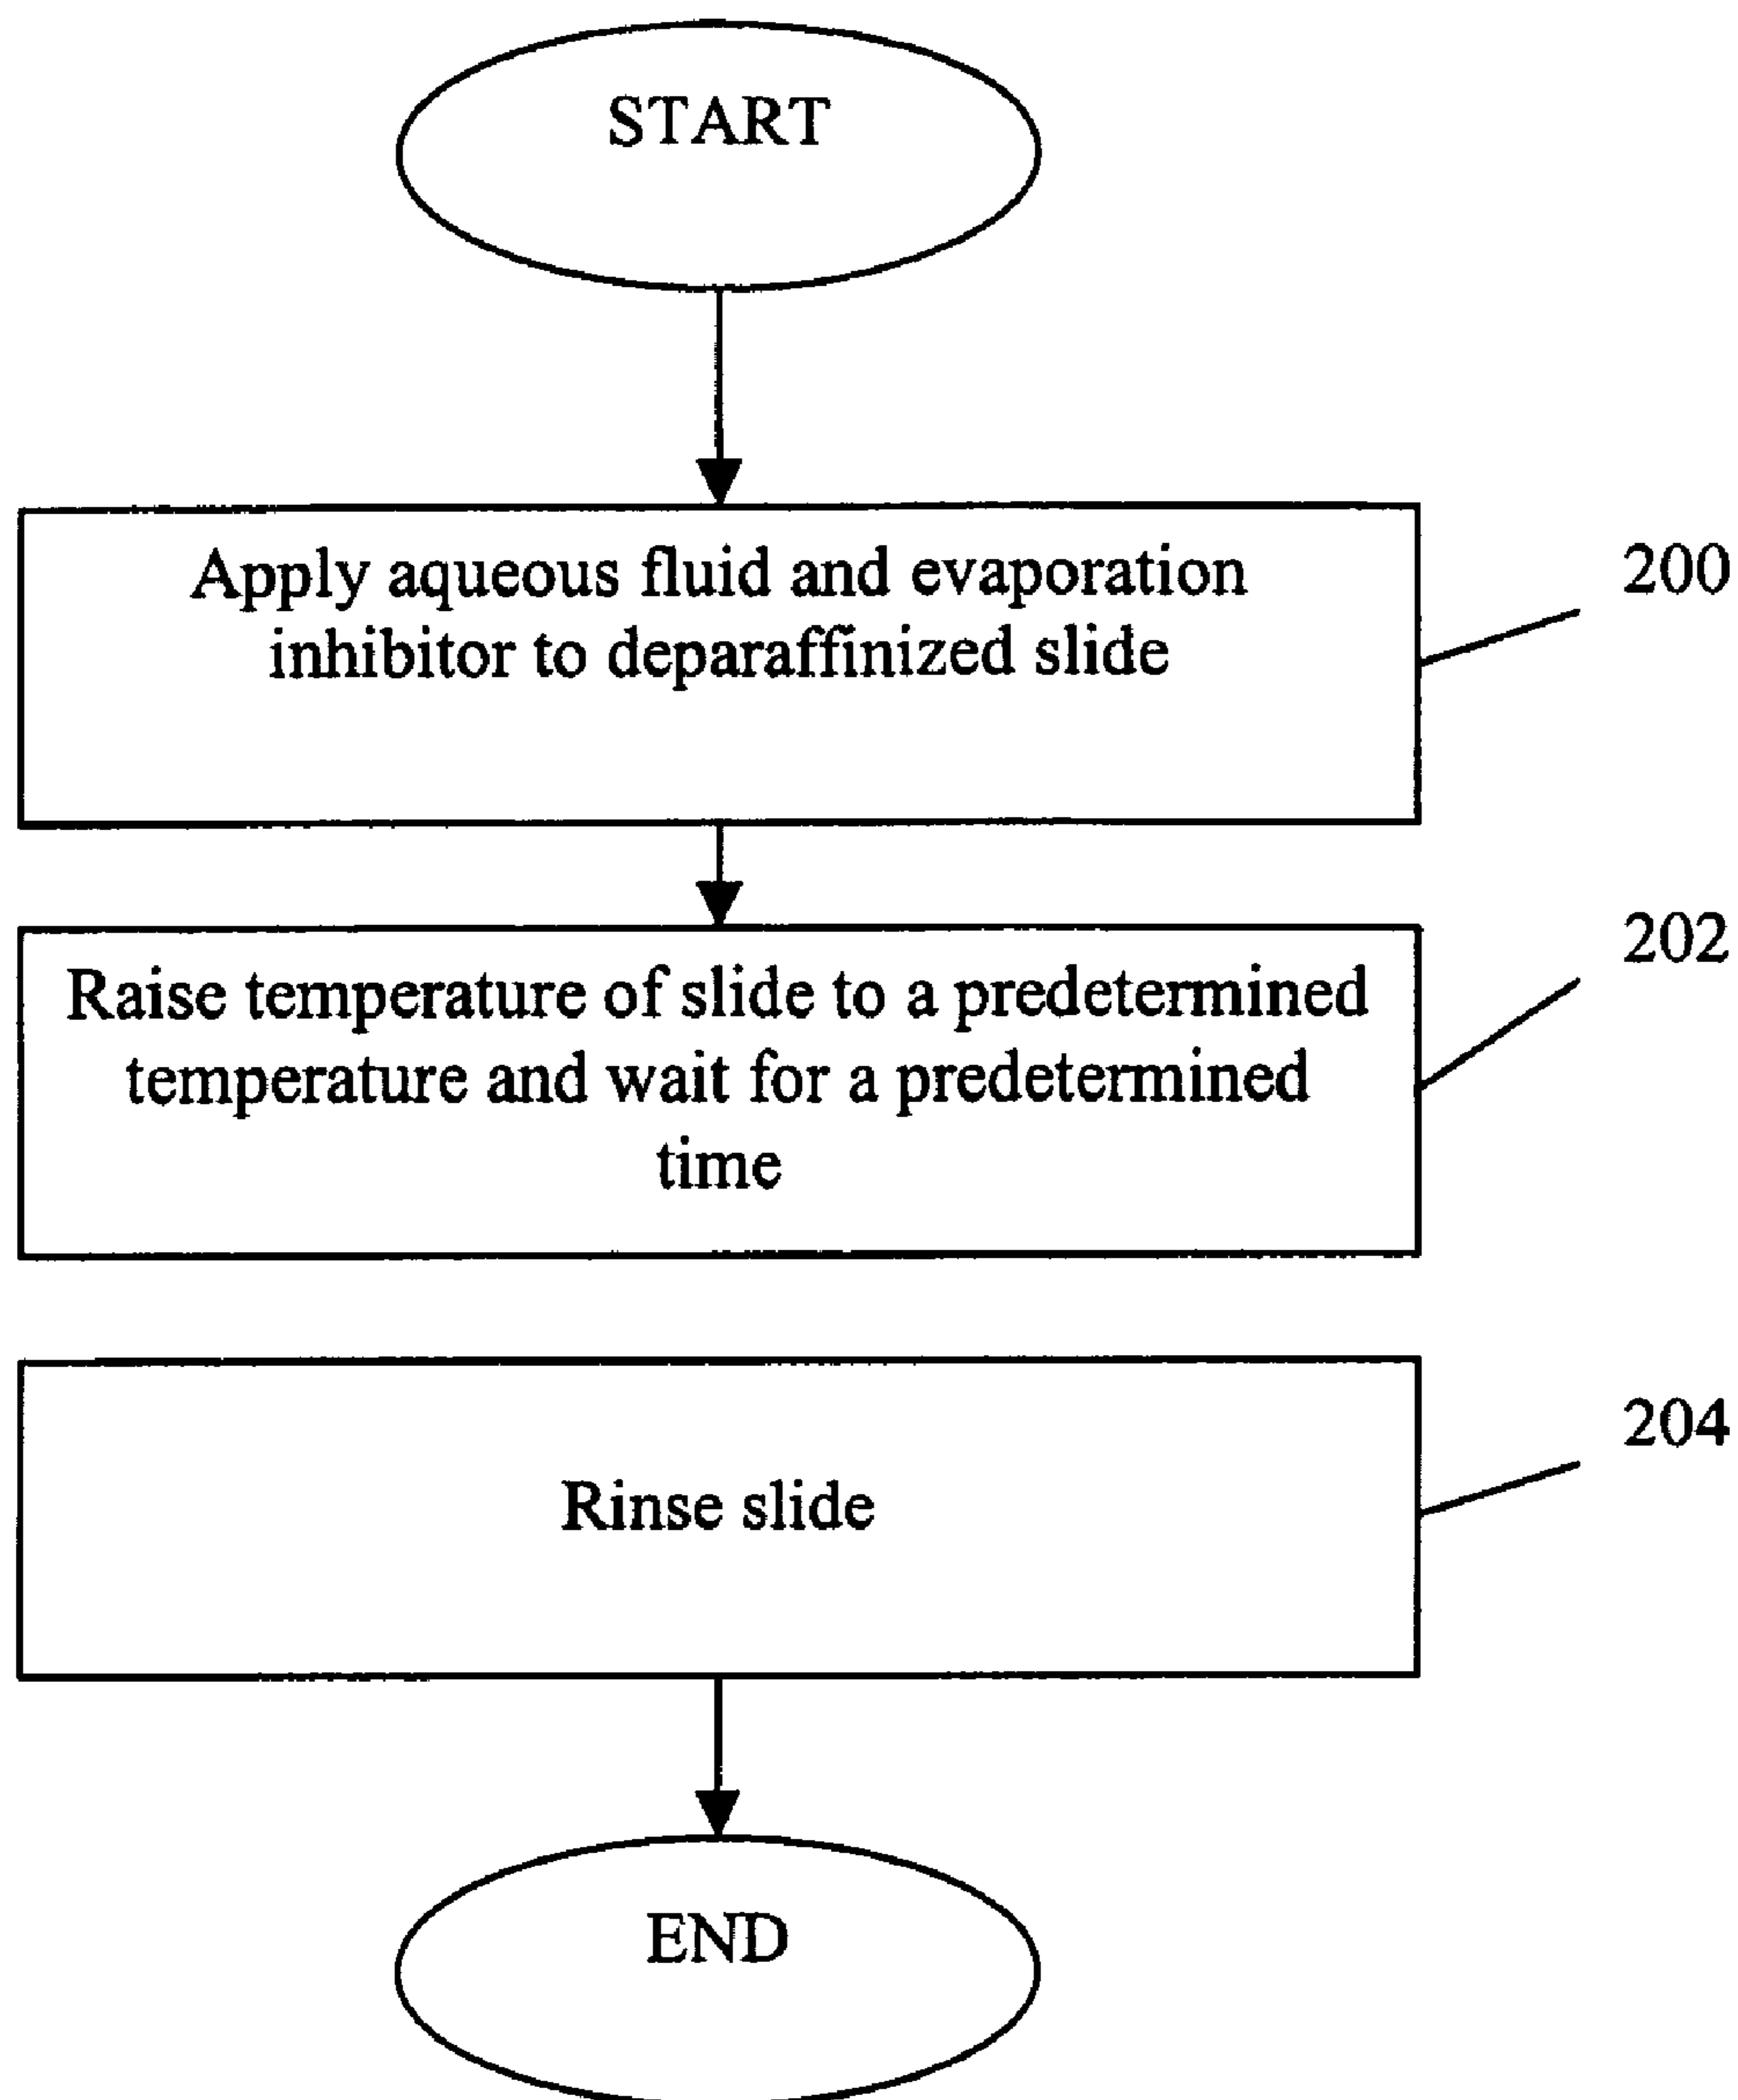 START
Apply aqueous fluid and evaporation
inhibitor to deparaffinized slide
200
Raise temperature of slide to a predetermined
temperature and wait for a predetermined
time
202
Rinse slide
204
END